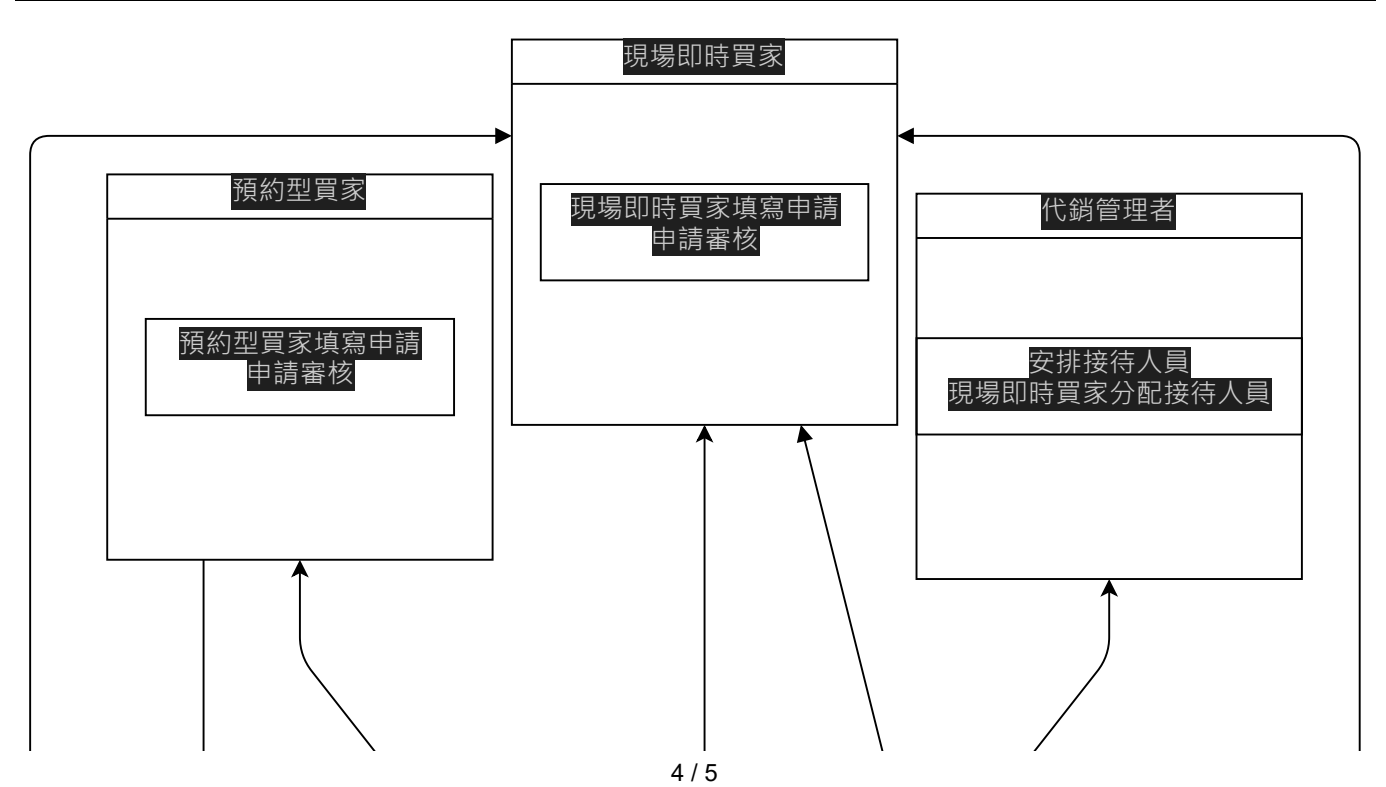 現場即時買家
現場即時買家填寫申請
申請審核
預約型買家
預約型買家填寫申請
申請審核
代銷管理者
安排接待人員
現場即時買家分配接待人員
4 / 5